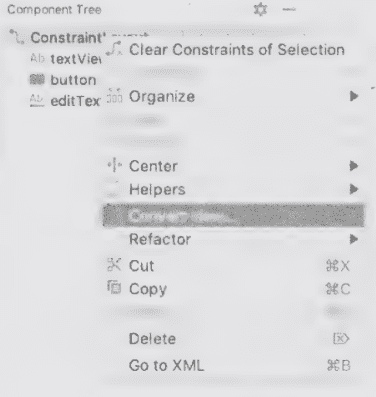 Component Tree
Constraint
textView
button
editTex
Clear Constraints of Selection
Organize
Center
Helpers
Refactor
Cut ⌘X
Copy ⌘C
Delete
Go to XML ⌘B